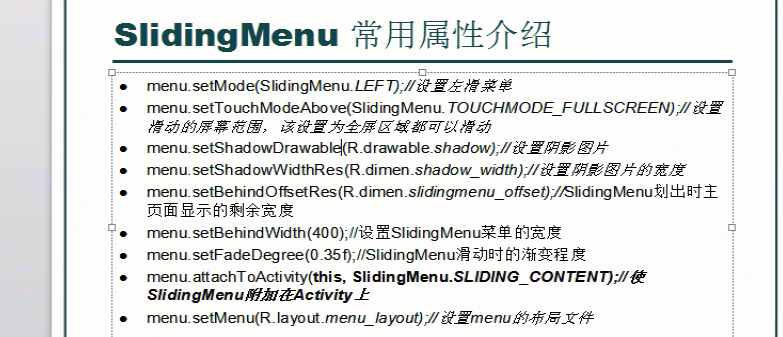 SlidingMenu 常用属性介绍
● menu.setMode(SlidingMenu.LEFT);//设置左滑菜单
● menu.setTouchModeAbove(SlidingMenu.TOUCHMODE_FULLSCREEN);//设置
滑动的屏幕范围，该设置为全屏区域都可以滑动
● menu.setShadowDrawable(R.drawable.shadow);//设置阴影图片
● menu.setShadowWidthRes(R.dimen.shadow_width);//设置阴影图片的宽度
● menu.setBehindOffsetRes(R.dimen.slidingmenu_offset);//SlidingMenu划出时主
页面显示的剩余宽度
● menu.setBehindWidth(400);//设置SlidingMenu菜单的宽度
● menu.setFadeDegree(0.35f);//SlidingMenu滑动时的渐变程度
● menu.attachToActivity(this, SlidingMenu.SLIDING_CONTENT);//使
SlidingMenu附加在Activity上
● menu.setMenu(R.layout.menu_layout);//设置menu的布局文件